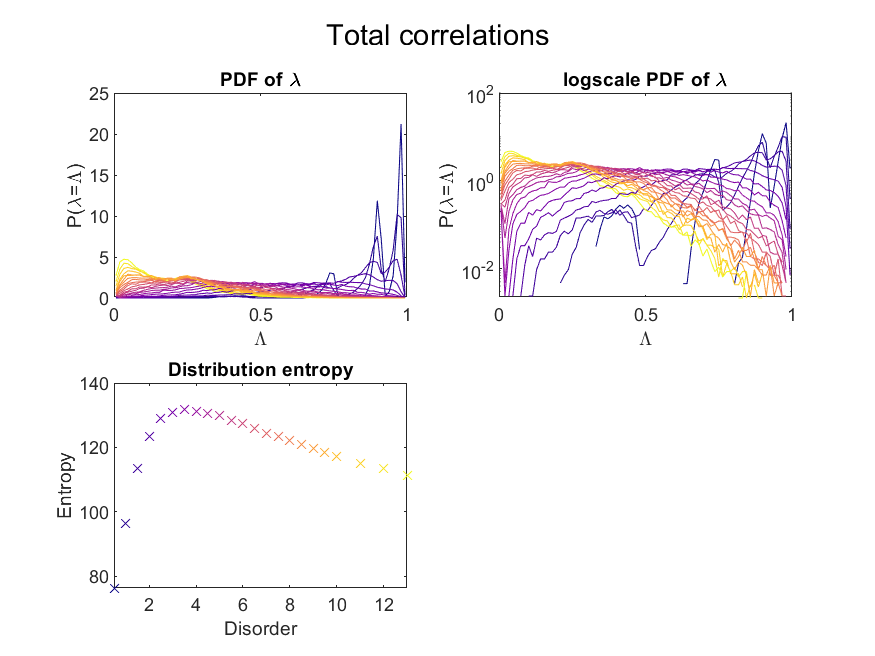 Total correlations
PDF of λ
25
20
15
10
5
0
P(λ=Λ)
0
0.5
1
Λ
logscale PDF of λ
10²
10⁰
10⁻²
P(λ=Λ)
0
0.5
1
Λ
Distribution entropy
140
120
100
80
Entropy
2
4
6
8
10
12
Disorder